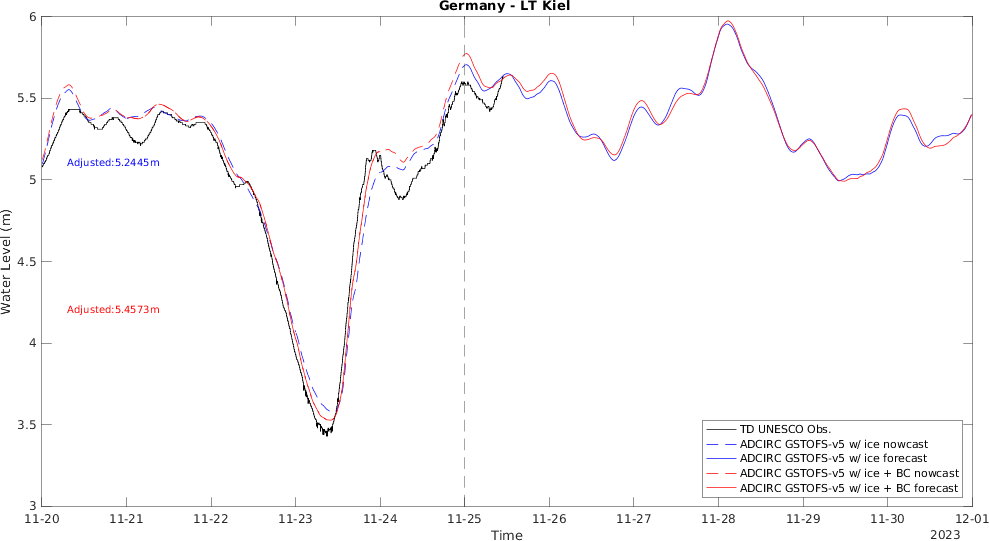 Germany - LT Kiel
6
5.5
5
4.5
4
3.5
3
Water Level (m)
Adjusted:5.2445m
Adjusted:5.4573m
TD UNESCO Obs.
ADCIRC GSTOFS-v5 w/ ice nowcast
ADCIRC GSTOFS-v5 w/ ice forecast
ADCIRC GSTOFS-v5 w/ ice + BC nowcast
ADCIRC GSTOFS-v5 w/ ice + BC forecast
11-20 11-21 11-22 11-23 11-24 11-25 11-26 11-27 11-28 11-29 11-30 12-01
Time
2023